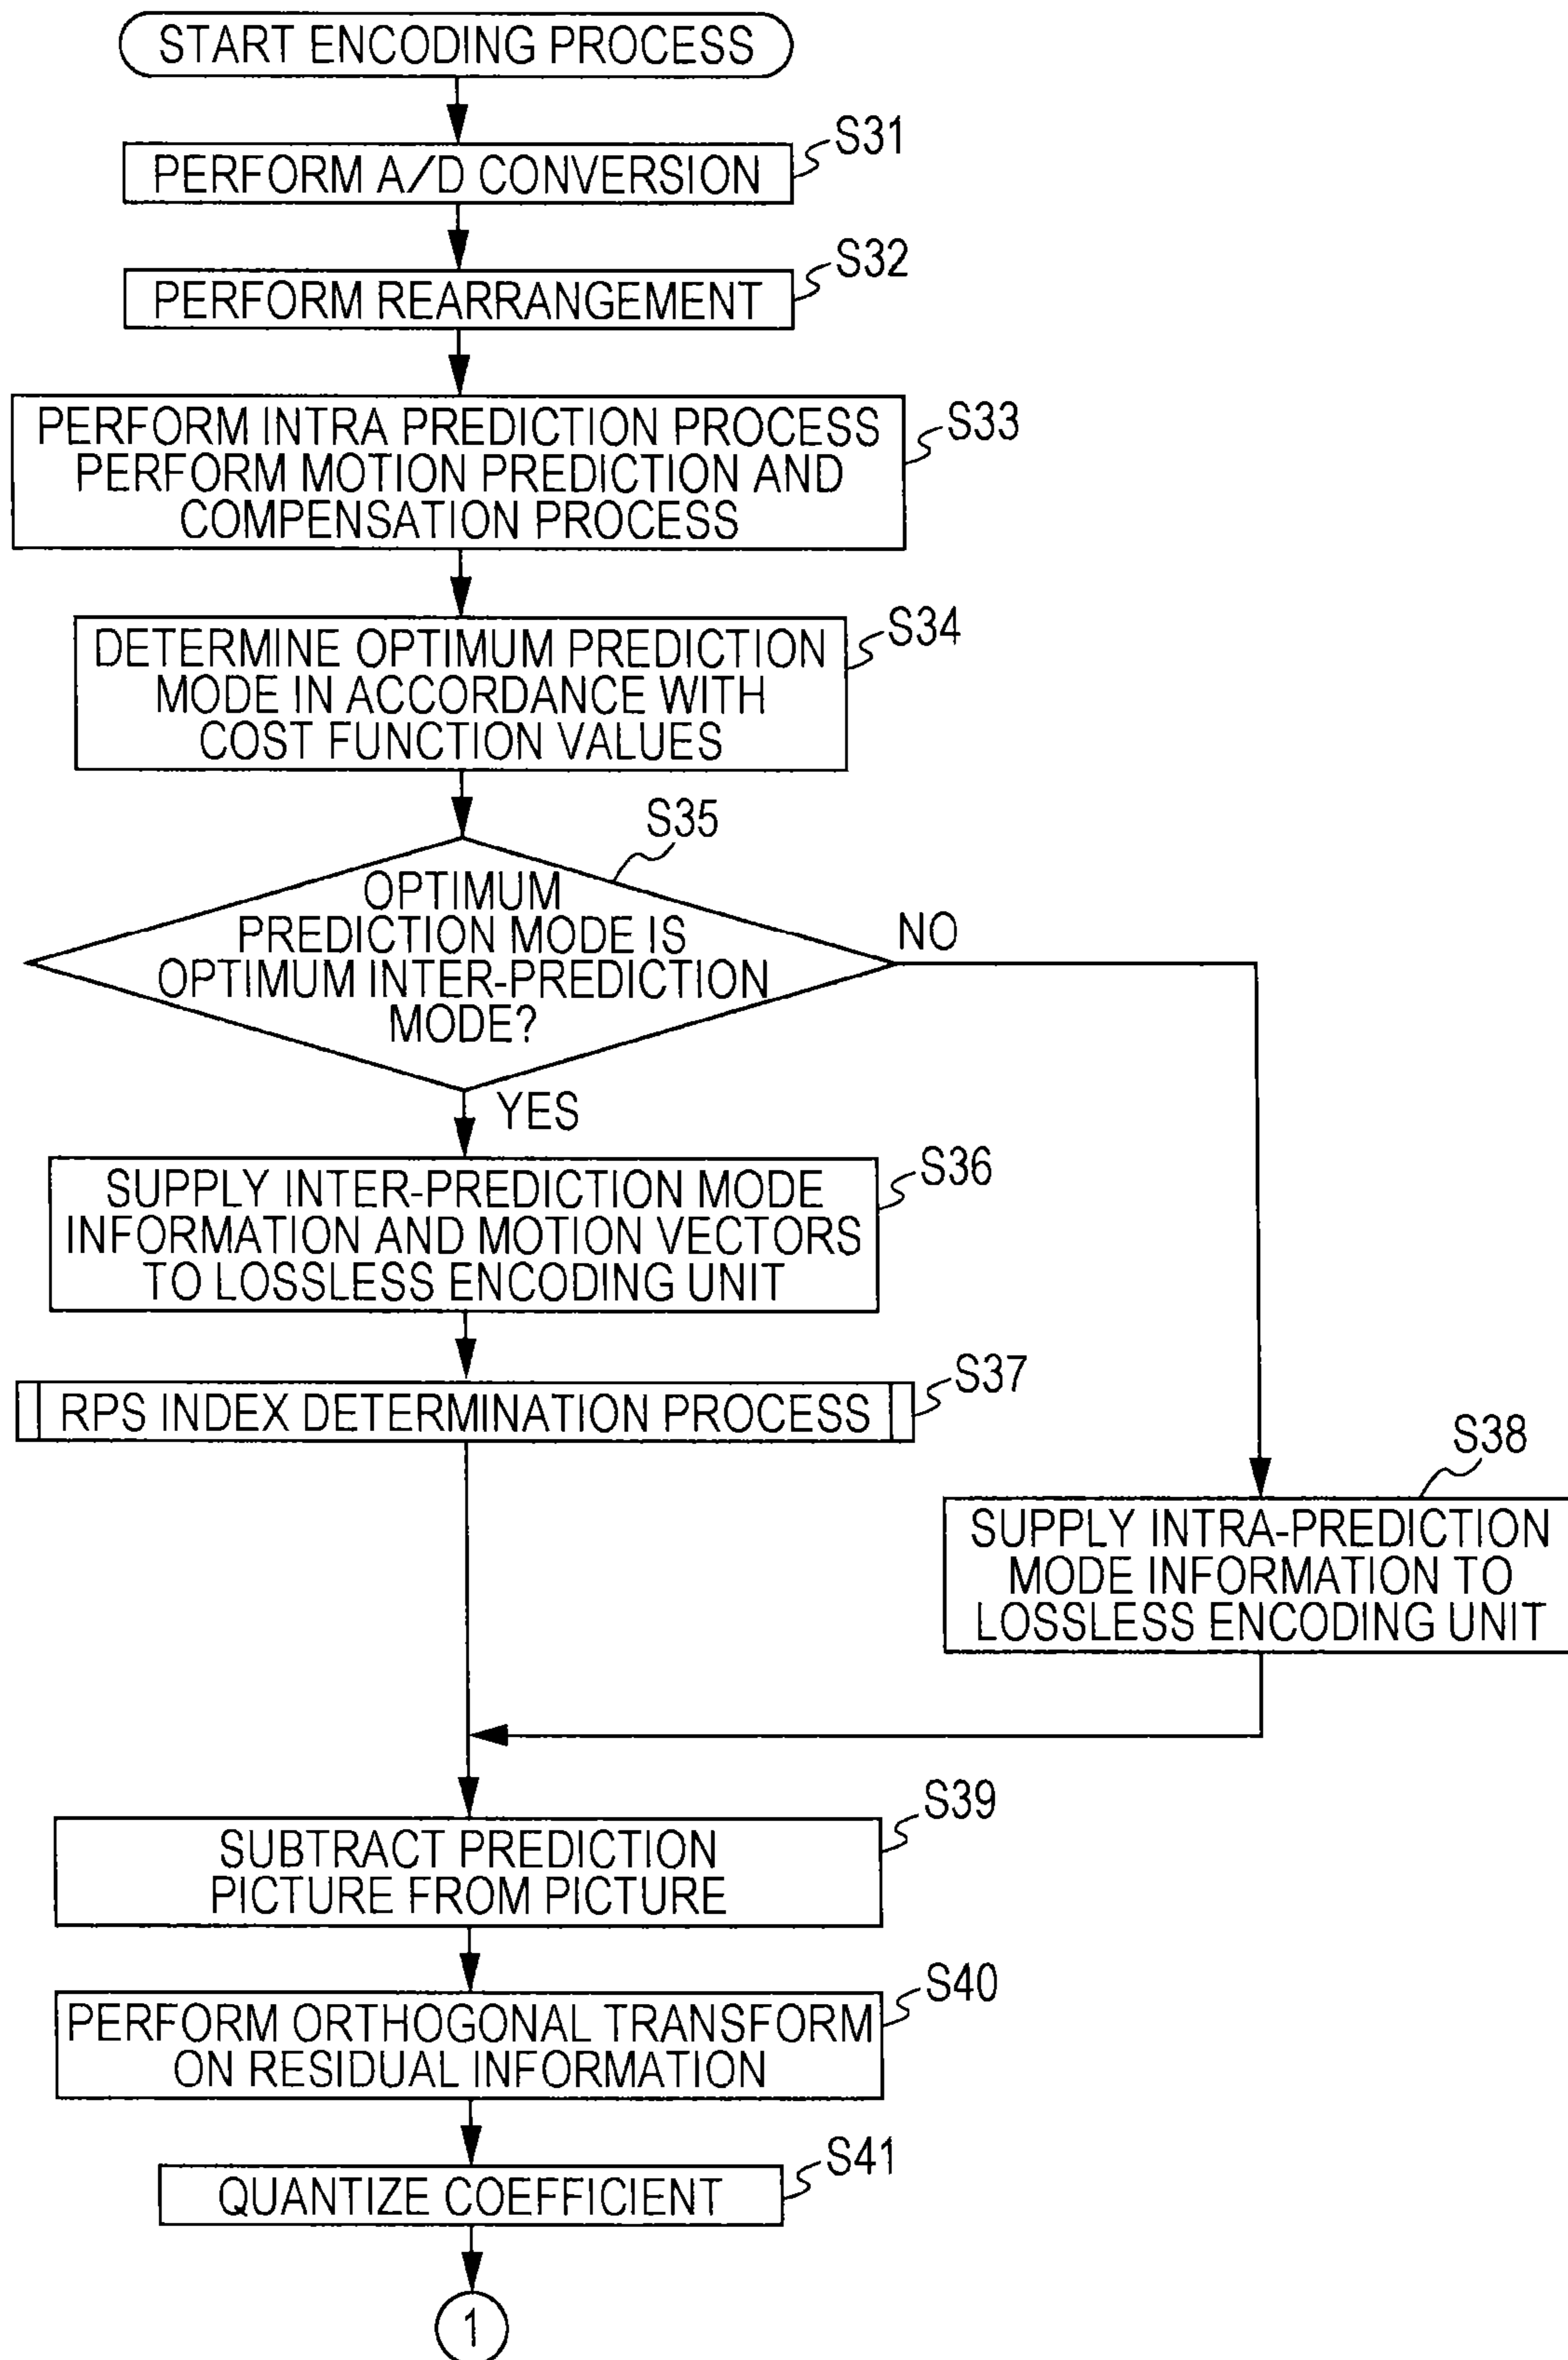 START ENCODING PROCESS
S31
PERFORM A/D CONVERSION
S32
PERFORM REARRANGEMENT
S33
PERFORM INTRA PREDICTION PROCESS
PERFORM MOTION PREDICTION AND
COMPENSATION PROCESS
S34
DETERMINE OPTIMUM PREDICTION
MODE IN ACCORDANCE WITH
COST FUNCTION VALUES
S35
OPTIMUM
PREDICTION MODE IS
OPTIMUM INTER-PREDICTION
MODE?
NO
YES
S36
SUPPLY INTER-PREDICTION MODE
INFORMATION AND MOTION VECTORS
TO LOSSLESS ENCODING UNIT
S37
RPS INDEX DETERMINATION PROCESS
S38
SUPPLY INTRA-PREDICTION
MODE INFORMATION TO
LOSSLESS ENCODING UNIT
S39
SUBTRACT PREDICTION
PICTURE FROM PICTURE
S40
PERFORM ORTHOGONAL TRANSFORM
ON RESIDUAL INFORMATION
S41
QUANTIZE COEFFICIENT
1